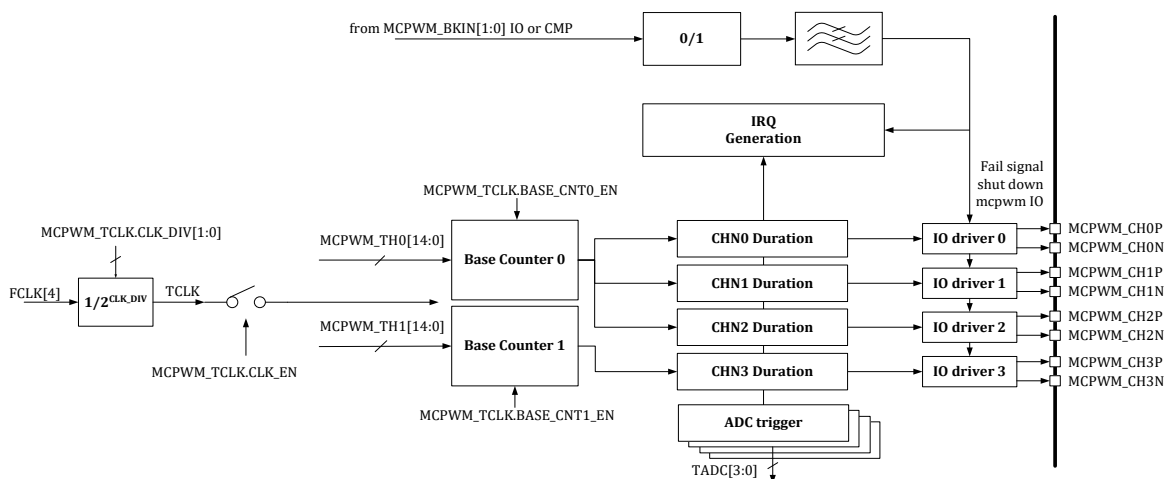 from MCPWM_BKIN[1:0] IO or CMP
0/1
IRQ
Generation
Fail signal
shut down
mcpwm IO
MCPWM_TCLK.BASE_CNT0_EN
MCPWM_TCLK.CLK_DIV[1:0]
MCPWM_TH0[14:0]
Base Counter 0
CHN0 Duration
IO driver 0
MCPWM_CH0P
MCPWM_CH0N
FCLK[4]
1/2^CLK_DIV
TCLK
CHN1 Duration
IO driver 1
MCPWM_CH1P
MCPWM_CH1N
MCPWM_TH1[14:0]
Base Counter 1
CHN2 Duration
IO driver 2
MCPWM_CH2P
MCPWM_CH2N
MCPWM_TCLK.CLK_EN
CHN3 Duration
IO driver 3
MCPWM_CH3P
MCPWM_CH3N
MCPWM_TCLK.BASE_CNT1_EN
ADC trigger
TADC[3:0]